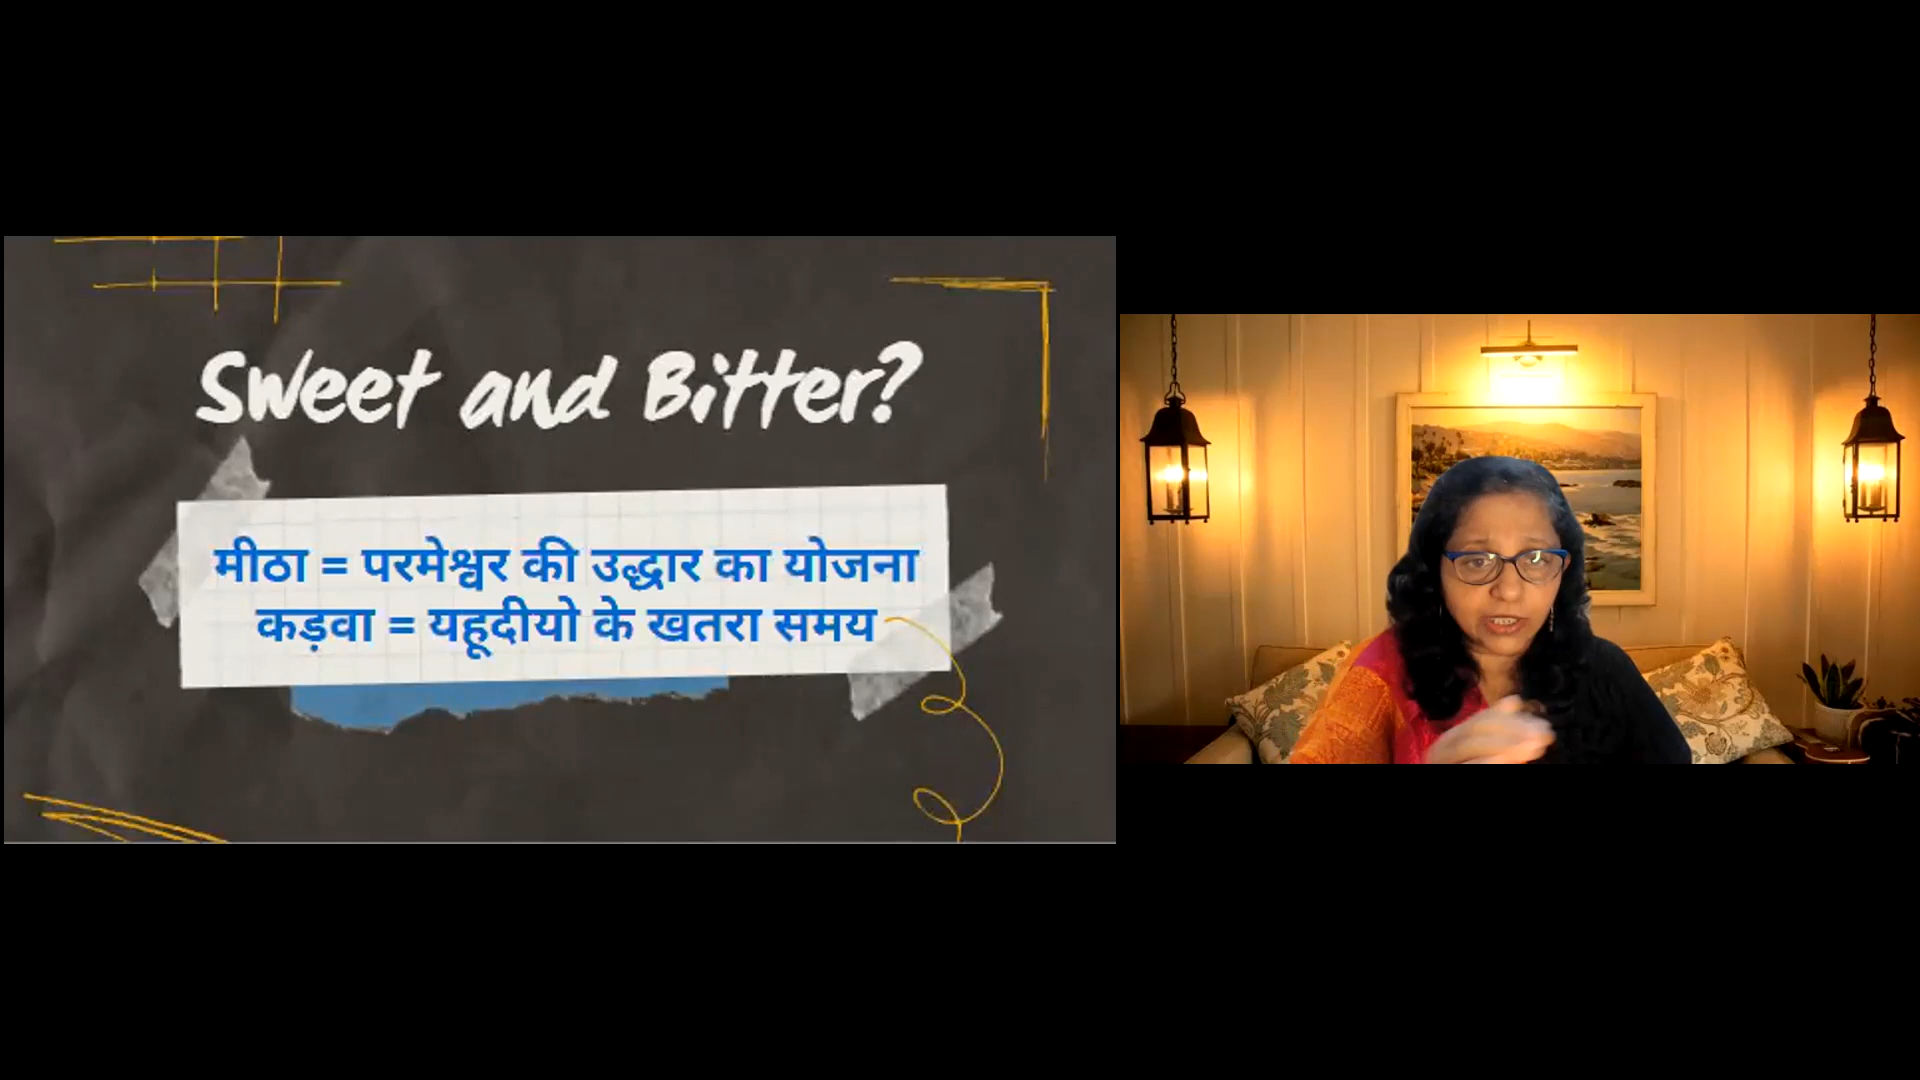 Sweet and Bitter?
मीठा = परमेश्वर की उद्धार का योजना
कड़वा = यहूदीयो के खतरा समय